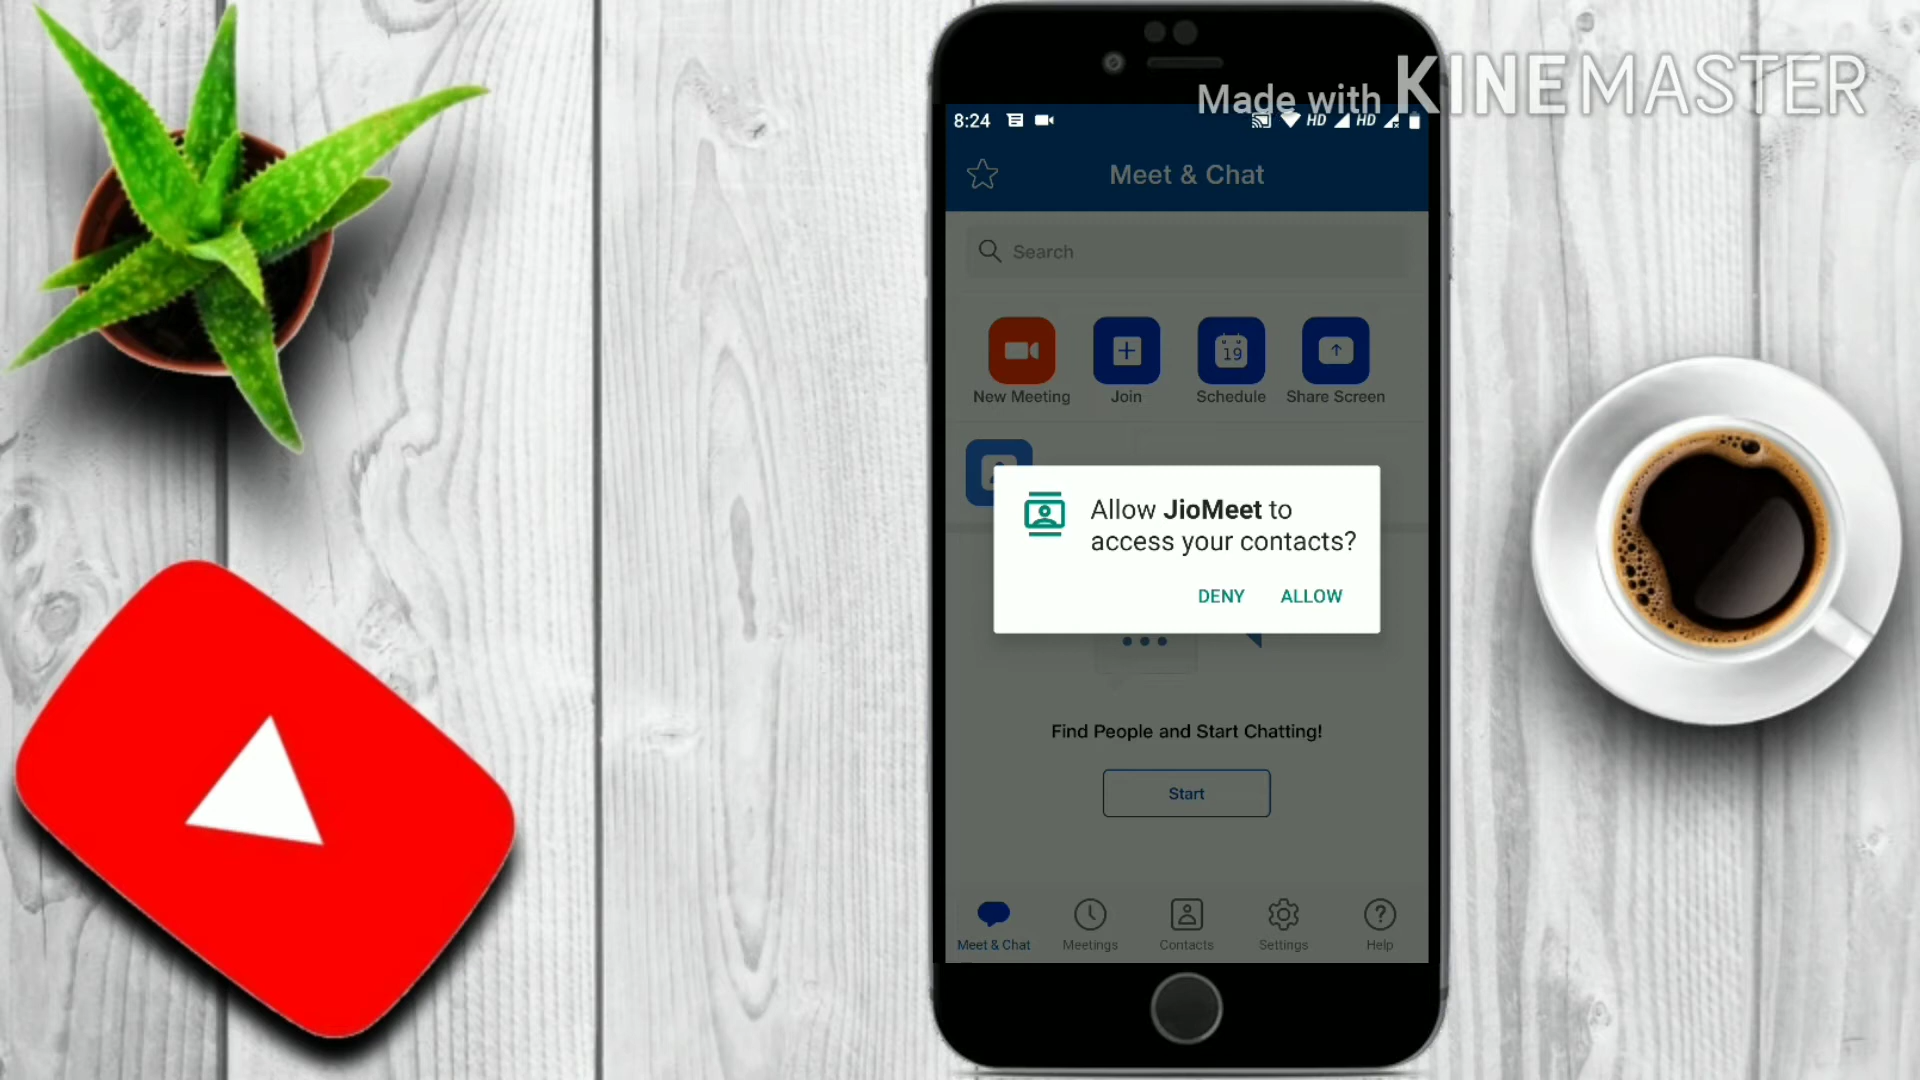 Made with KINEMASTER
8:24 HD HD
Meet & Chat
Search
19
New Meeting Join Schedule Share Screen
Allow JioMeet to
access your contacts?
DENY ALLOW
Find People and Start Chatting!
Start
Meet & Chat Meetings Contacts Settings Help